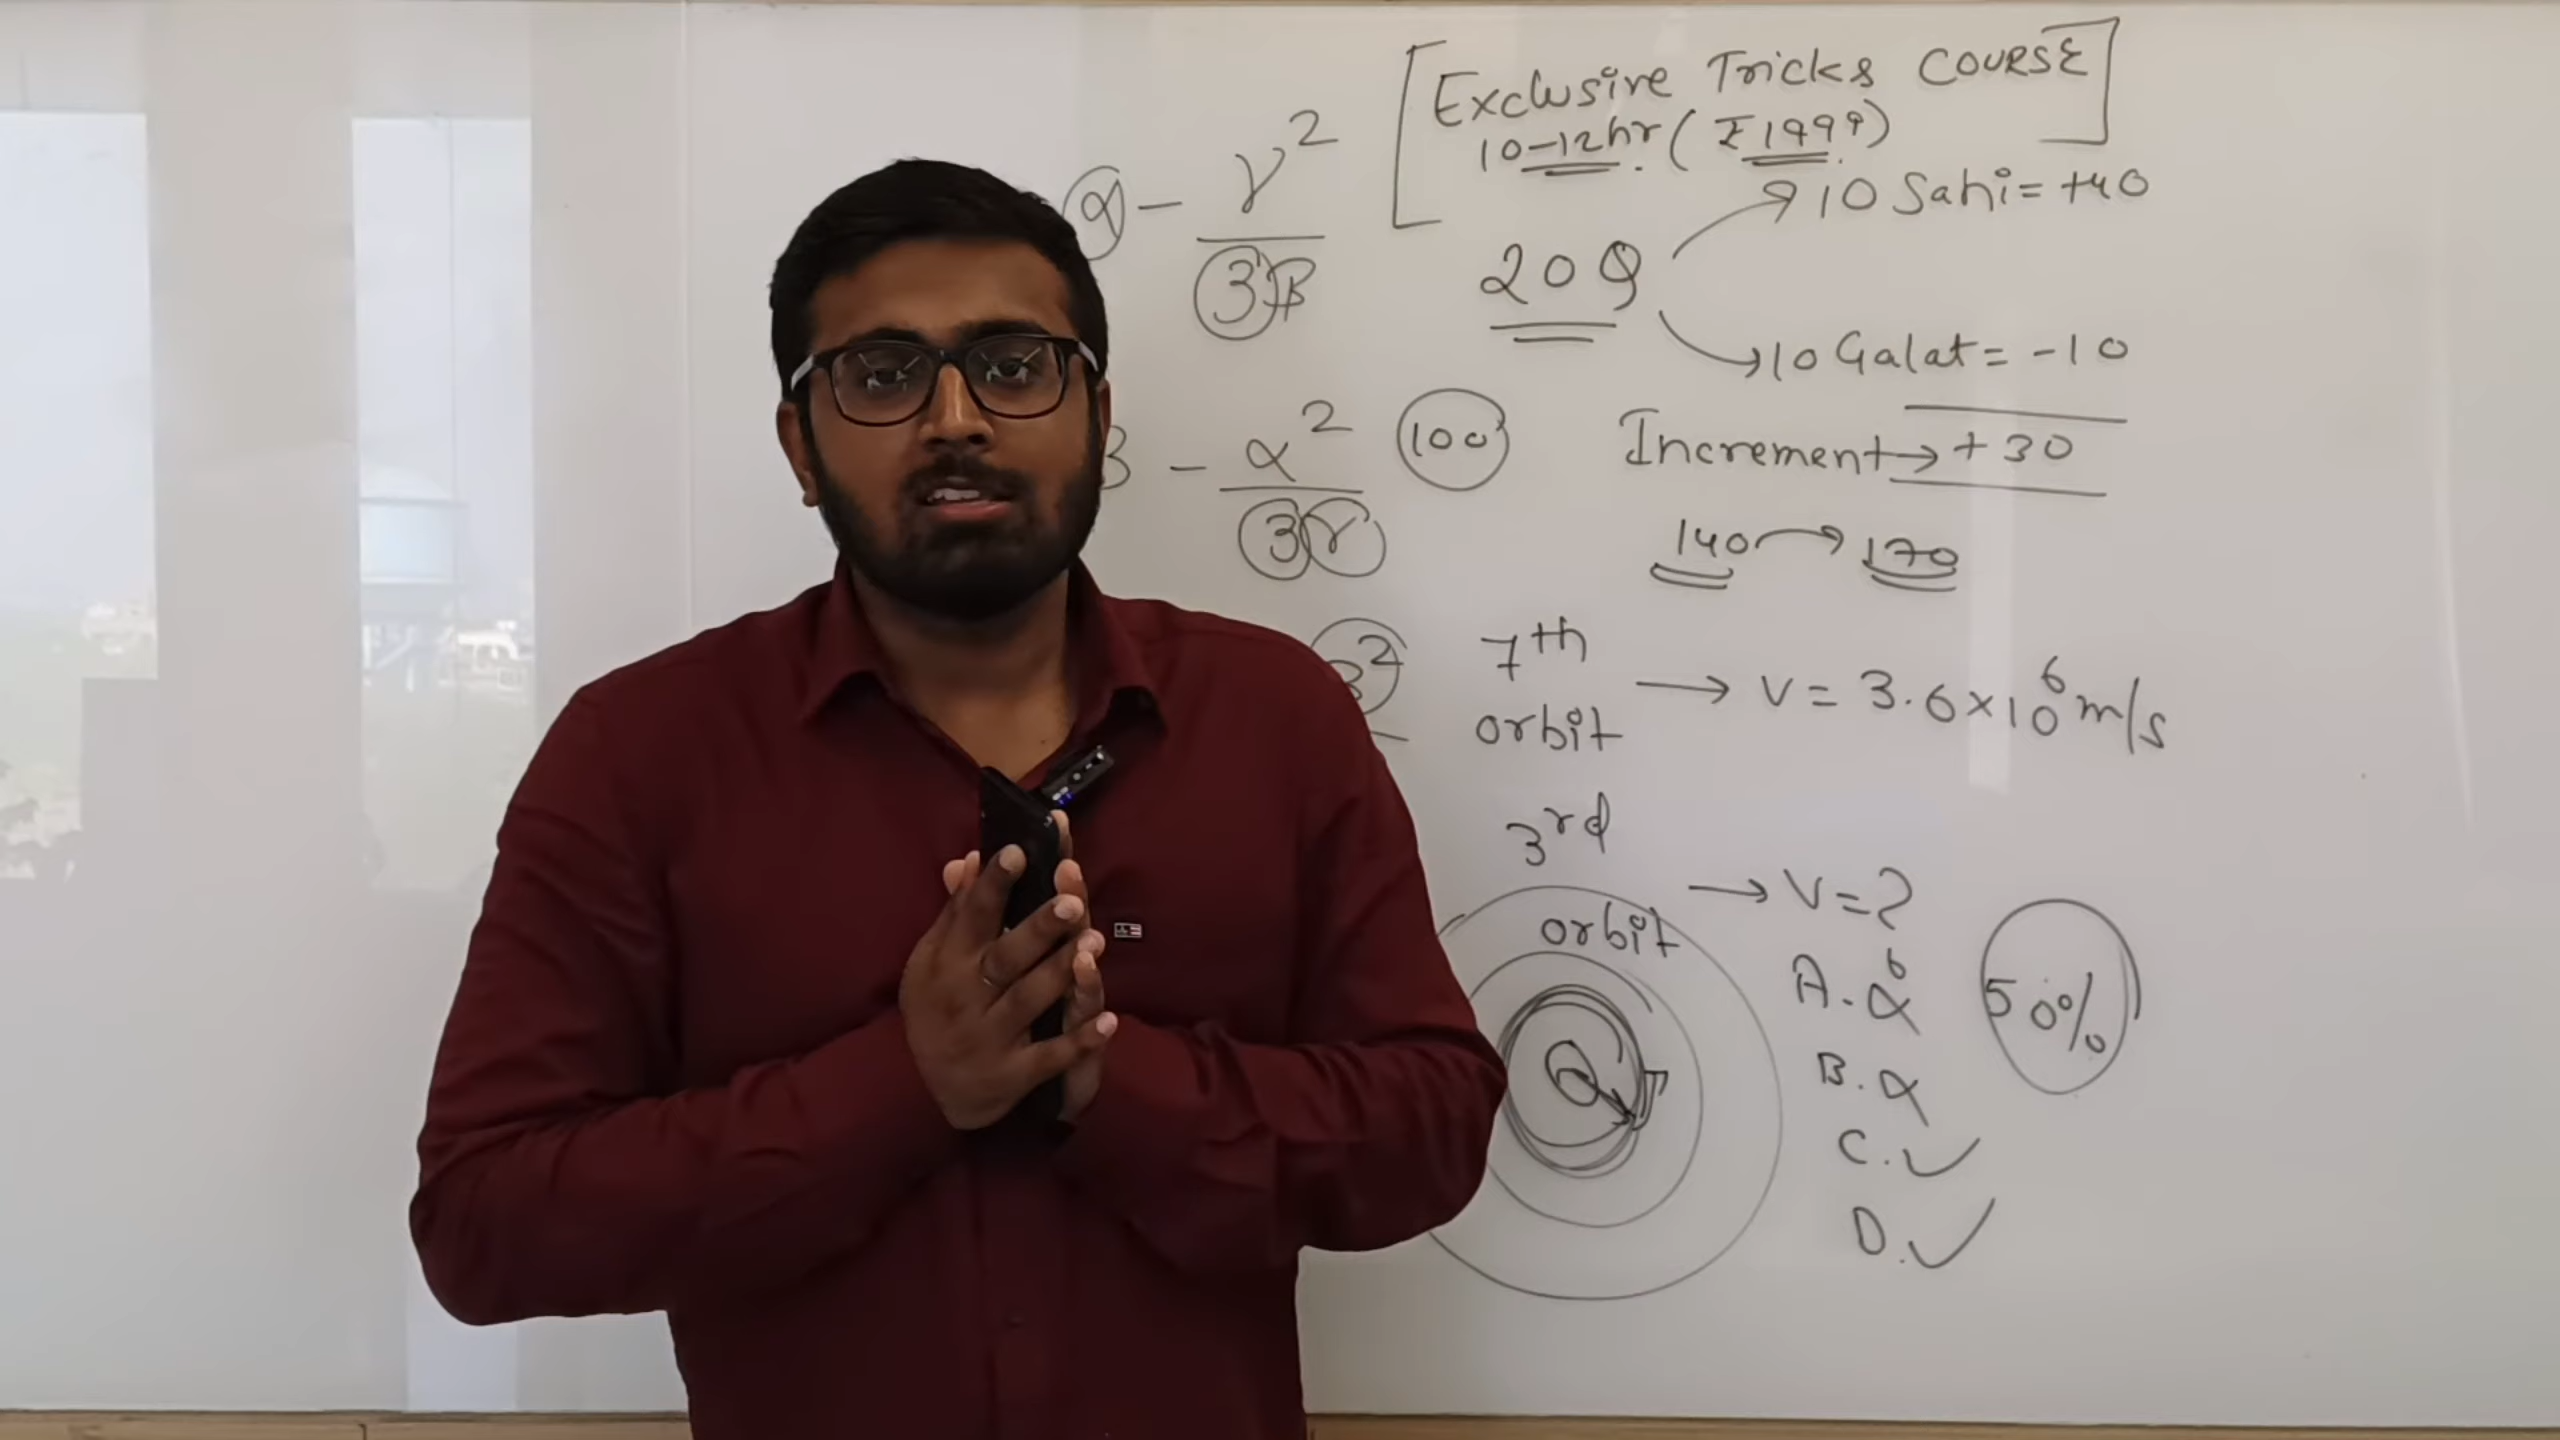 [Exclusive Tricks COURSE]
10-12hr (₹1999)
α - γ²
3β
20Q
10 Sahi = +40
10 Galat = -10
Increment → +30
140 → 170
β - α²
3γ
100
7th
orbit → v = 3.6×10⁶ m/s
3rd
orbit → v = ?
A.
B.
C. ✓
D. ✓
50%